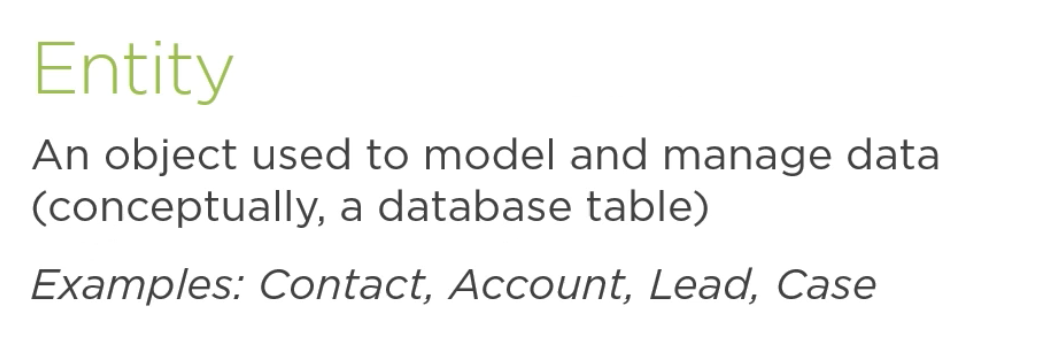 Entity
An object used to model and manage data
(conceptually, a database table)
Examples: Contact, Account, Lead, Case